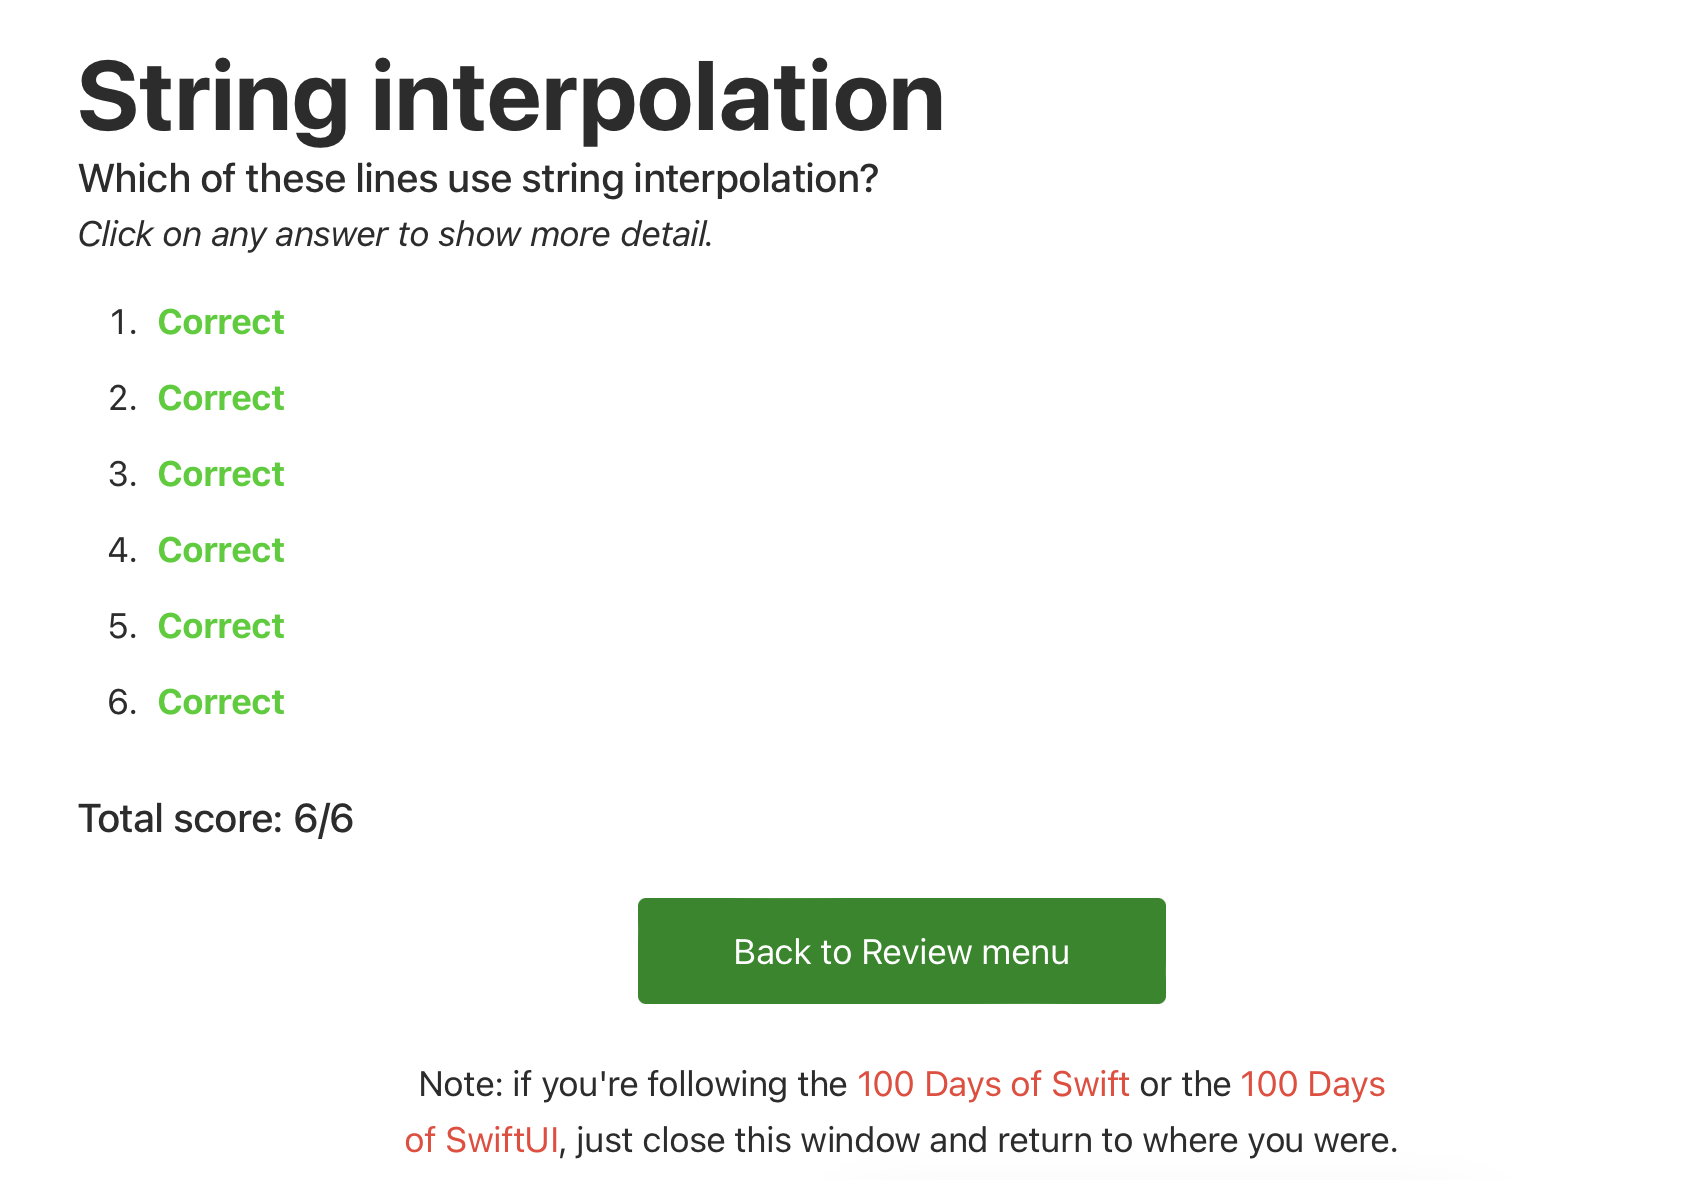 String interpolation
Which of these lines use string interpolation?
Click on any answer to show more detail.
1. Correct
2. Correct
3. Correct
4. Correct
5. Correct
6. Correct
Total score: 6/6
Back to Review menu
Note: if you're following the 100 Days of Swift or the 100 Days
of SwiftUI, just close this window and return to where you were.